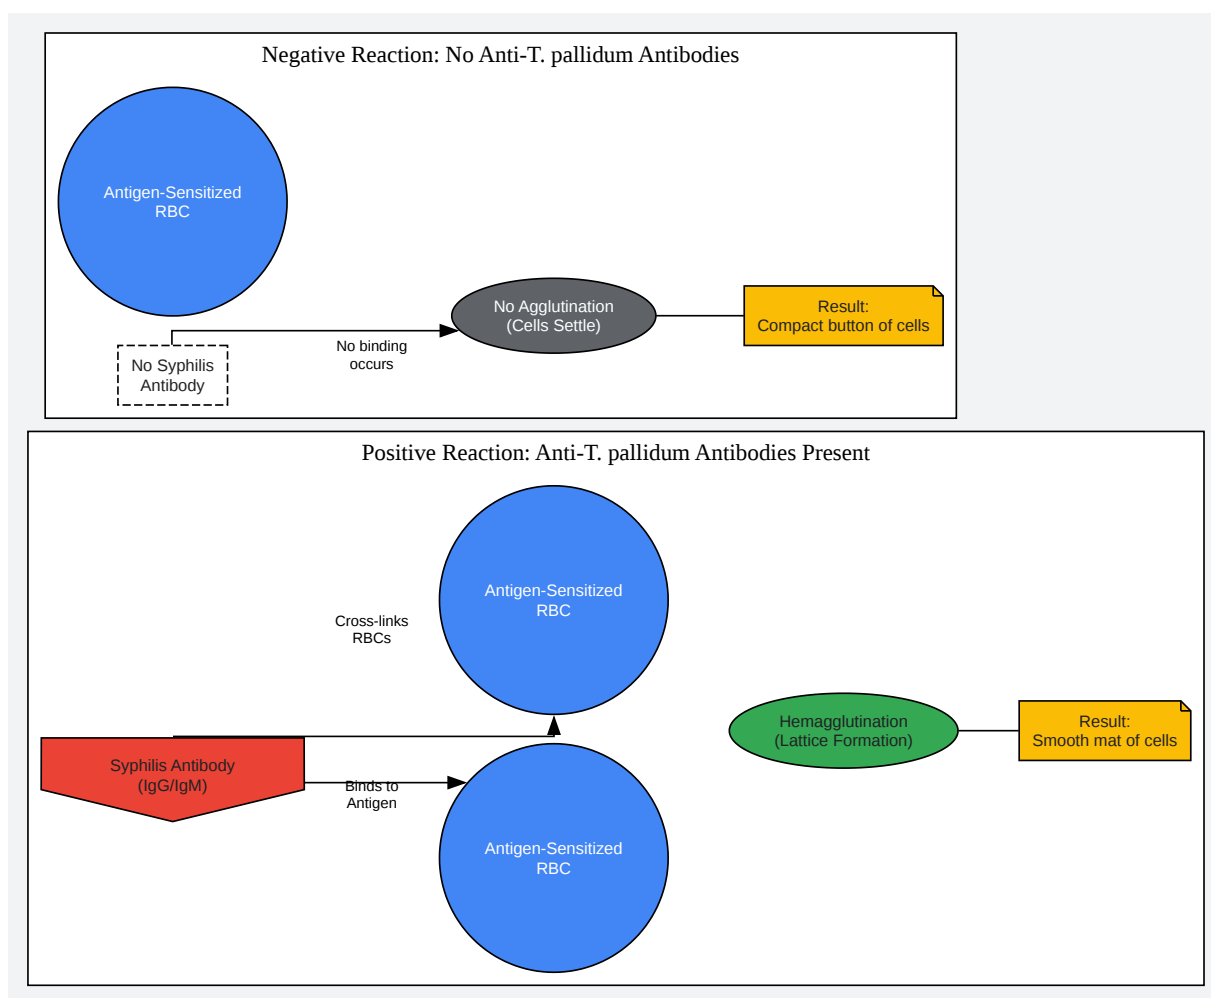 Negative Reaction: No Anti-T. pallidum Antibodies
Antigen-Sensitized
RBC
No Agglutination
(Cells Settle)
Result:
Compact button of cells
No binding
occurs
No Syphilis
Antibody
Positive Reaction: Anti-T. pallidum Antibodies Present
Antigen-Sensitized
RBC
Cross-links
RBCs
Hemagglutination
(Lattice Formation)
Result:
Smooth mat of cells
Syphilis Antibody
(IgG/IgM)
Binds to
Antigen
Antigen-Sensitized
RBC